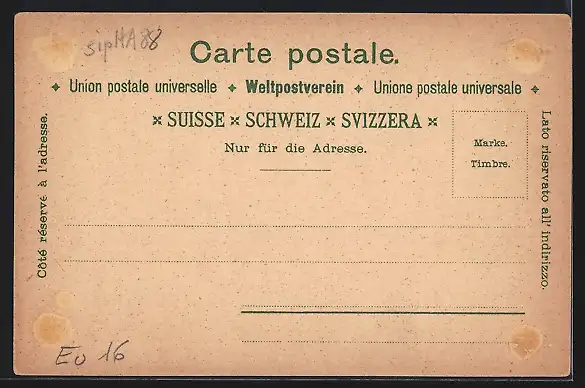 sipHA88
Carte postale.
Union postale universelle Weltpostverein Unione postale universale
SUISSE × SCHWEIZ × SVIZZERA
Nur für die Adresse.
Marke.
Timbre.
Côté réservé à l'adresse.
Lato riservato all' indirizzo.
Eu 16